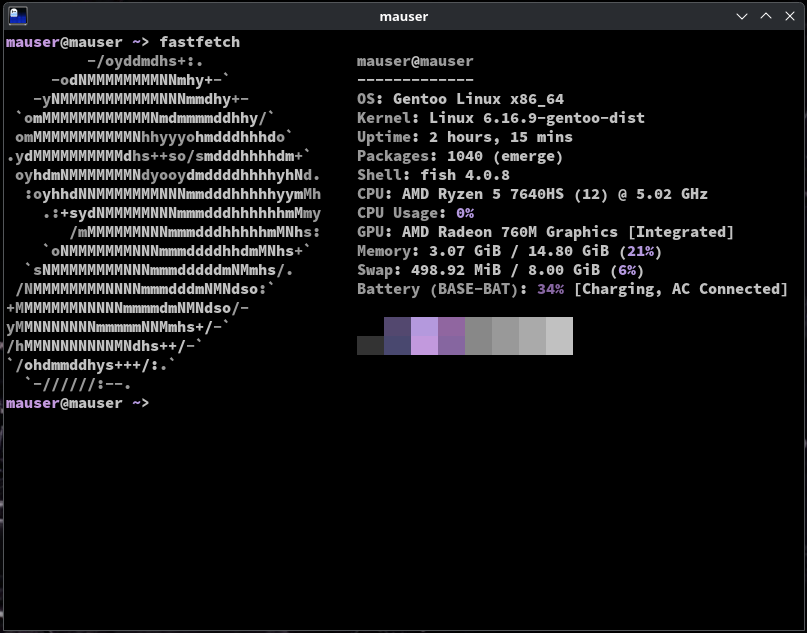 mauser
mauser@mauser ~> fastfetch
         -/oyddmdhs+:.                mauser@mauser
     -odNMMMMMMMMNNmhy+-`             -------------
   -yNMMMMMMMMMMMNNNmmdhy+-           OS: Gentoo Linux x86_64
 `omMMMMMMMMMMMMNmdmmmmddhhy/`        Kernel: Linux 6.16.9-gentoo-dist
 omMMMMMMMMMMMNhhyyyohmdddhhhdo`      Uptime: 2 hours, 15 mins
.ydMMMMMMMMMMdhs++so/smdddhhhhdm+`    Packages: 1040 (emerge)
 oyhdmNMMMMMMMNdyooydmddddhhhhyhNd.   Shell: fish 4.0.8
  :oyhhdNNMMMMMMMNNNmmdddhhhhhyymMh   CPU: AMD Ryzen 5 7640HS (12) @ 5.02 GHz
    .:+sydNMMMMMNNNmmmdddhhhhhhmMmy   CPU Usage: 0%
       /mMMMMMMNNNmmmdddhhhhhmMNhs:   GPU: AMD Radeon 760M Graphics [Integrated]
    `oNMMMMMMMNNNmmmddddhhdmMNhs+`    Memory: 3.07 GiB / 14.80 GiB (21%)
  `sNMMMMMMMMNNNmmmdddddmNMmhs/.      Swap: 498.92 MiB / 8.00 GiB (6%)
 /NMMMMMMMMNNNNmmmdddmNMNdso:`        Battery (BASE-BAT): 34% [Charging, AC Connected]
+MMMMMMMNNNNNmmmmdmNMNdso/-
yMMNNNNNNNmmmmmNNMmhs+/-`
/hMMNNNNNNNNMNdhs++/-`
`/ohdmmddhys+++/:.`
  `-//////:--.
mauser@mauser ~>